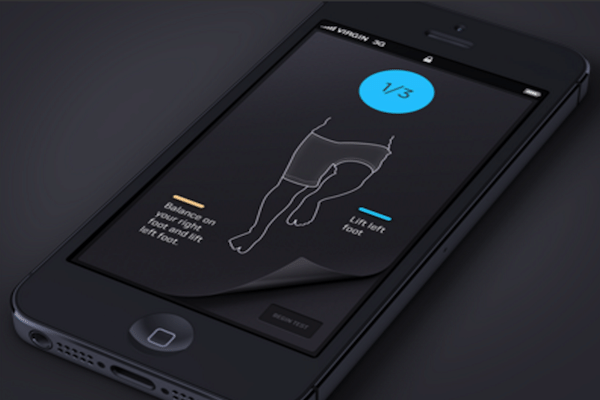 VIRGIN 3G
1/3
Balance on
your right
foot and lift
left foot.
Lift left
foot
BEGIN TEST